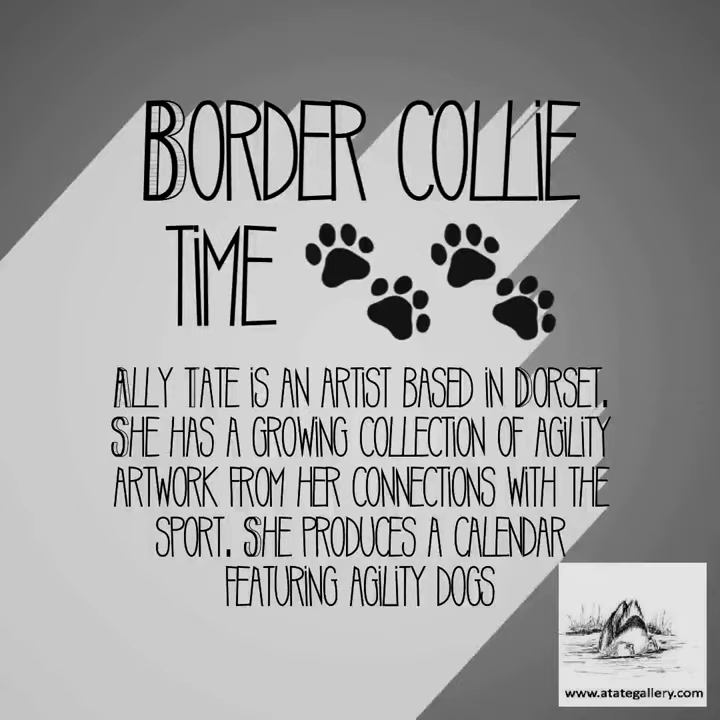 BORDER COLLIE
TIME
ALLY TATE IS AN ARTIST BASED IN DORSET.
SHE HAS A GROWING COLLECTION OF AGILITY
ARTWORK FROM HER CONNECTIONS WITH THE
SPORT. SHE PRODUCES A CALENDAR
FEATURING AGILITY DOGS
www.atategallery.com